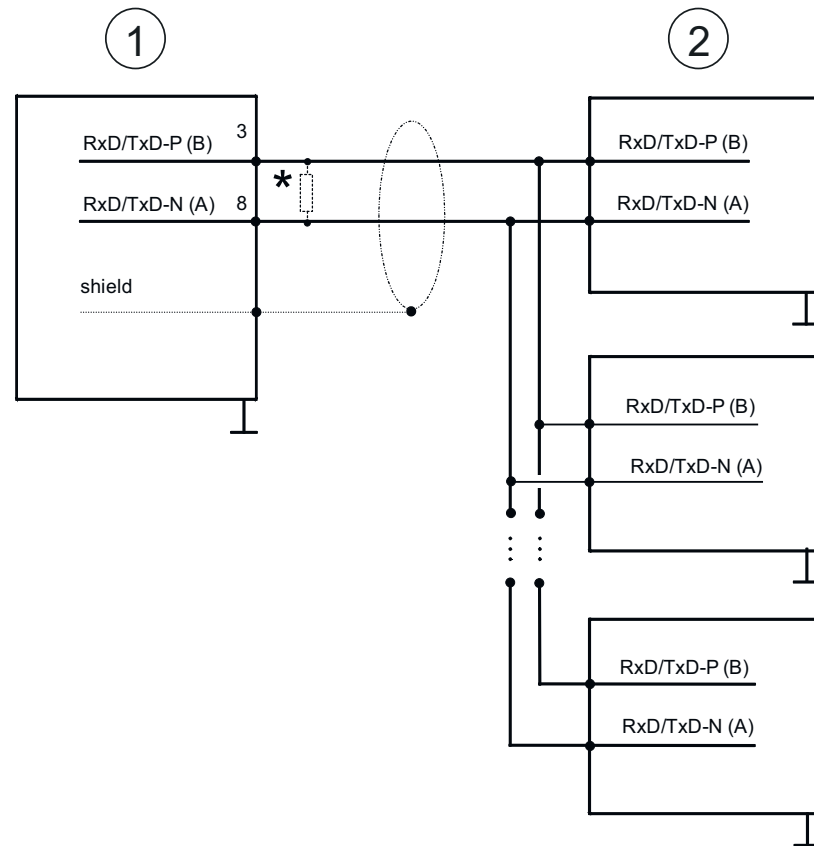 1
2
RxD/TxD-P (B) 3
RxD/TxD-N (A) 8
*
shield
RxD/TxD-P (B)
RxD/TxD-N (A)
RxD/TxD-P (B)
RxD/TxD-N (A)
RxD/TxD-P (B)
RxD/TxD-N (A)